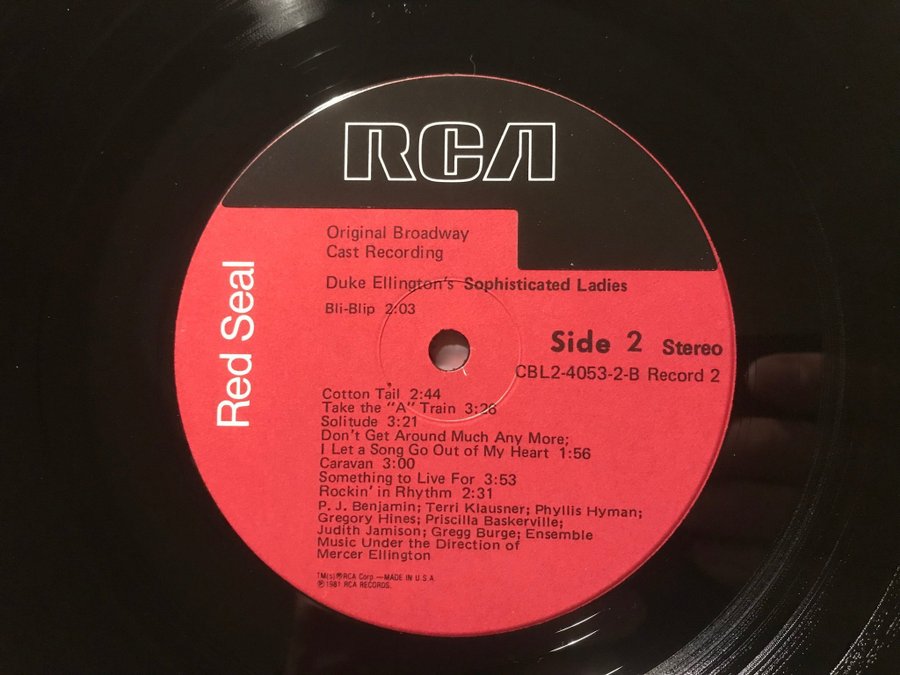 RCA
Original Broadway
Cast Recording
Duke Ellington's Sophisticated Ladies
Bli-Blip 2:03
Red Seal
Side 2 Stereo
CBL2-4053-2-B Record 2
Cotton Tail 2:44
Take the "A" Train 3:26
Solitude 3:21
Don't Get Around Much Any More;
I Let a Song Go Out of My Heart 1:56
Caravan 3:00
Something to Live For 3:53
Rockin' in Rhythm 2:31
P. J. Benjamin; Terri Klausner; Phyllis Hyman;
Gregory Hines; Priscilla Baskerville;
Judith Jamison; Gregg Burge; Ensemble
Music Under the Direction of
Mercer Ellington
TM(s)®RCA Corp.—MADE IN U.S.A.
℗1981 RCA RECORDS.